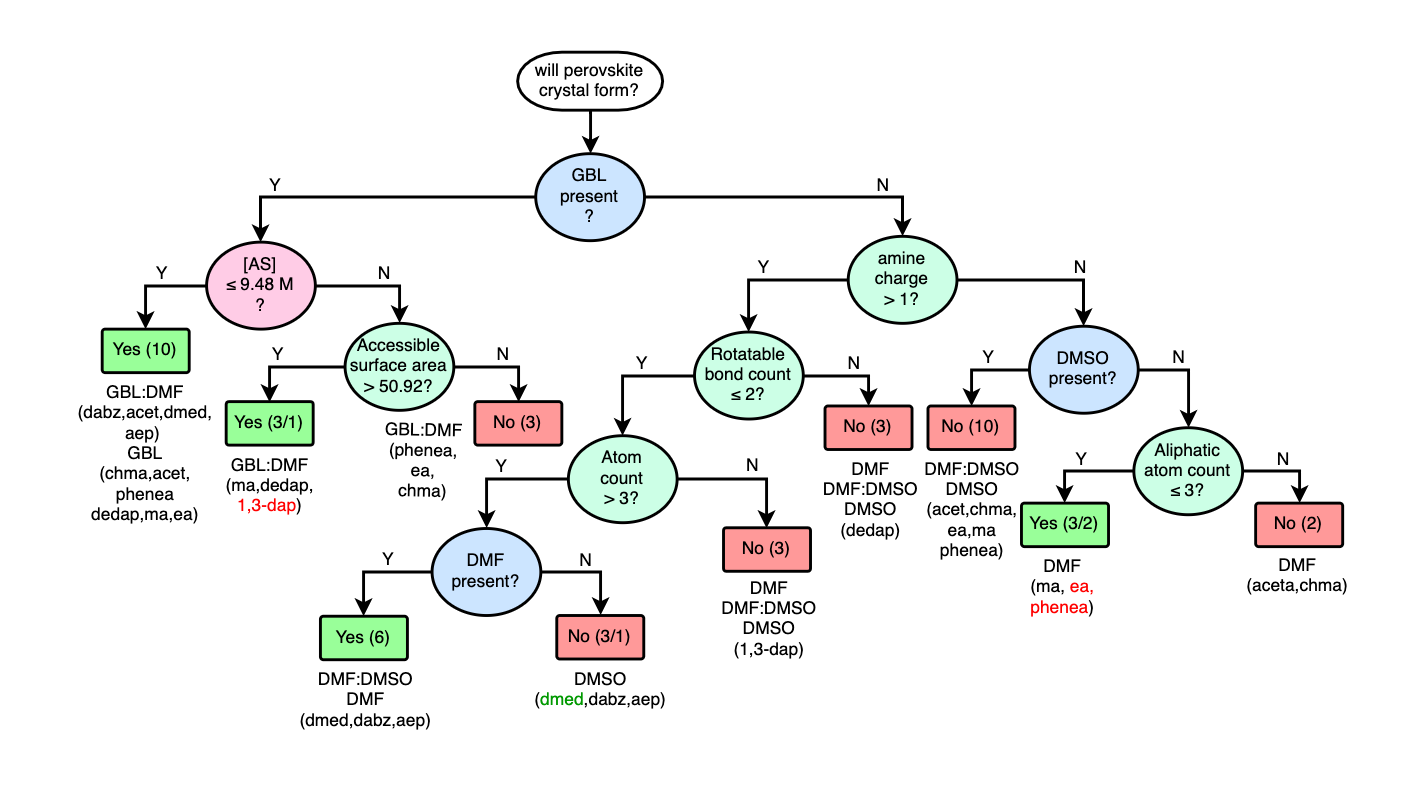 will perovskite
crystal form?
GBL
present
?
Y
N
[AS]
≤ 9.48 M
?
Y
N
Yes (10)
GBL:DMF
(dabz,acet,dmed,
aep)
GBL
(chma,acet,
phenea
dedap,ma,ea)
Accessible
surface area
> 50.92?
Y
N
Yes (3/1)
GBL:DMF
(ma,dedap,
1,3-dap)
No (3)
GBL:DMF
(phenea,
ea,
chma)
amine
charge
> 1?
Y
N
Rotatable
bond count
≤ 2?
Y
N
Atom
count
> 3?
Y
N
DMF
present?
Y
N
Yes (6)
DMF:DMSO
DMF
(dmed,dabz,aep)
No (3/1)
DMSO
(dmed,dabz,aep)
No (3)
DMF
DMF:DMSO
DMSO
(1,3-dap)
No (3)
DMF
DMF:DMSO
DMSO
(dedap)
DMSO
present?
Y
N
No (10)
DMF:DMSO
DMSO
(acet,chma,
ea,ma
phenea)
Aliphatic
atom count
≤ 3?
Y
N
Yes (3/2)
DMF
(ma, ea,
phenea)
No (2)
DMF
(aceta,chma)